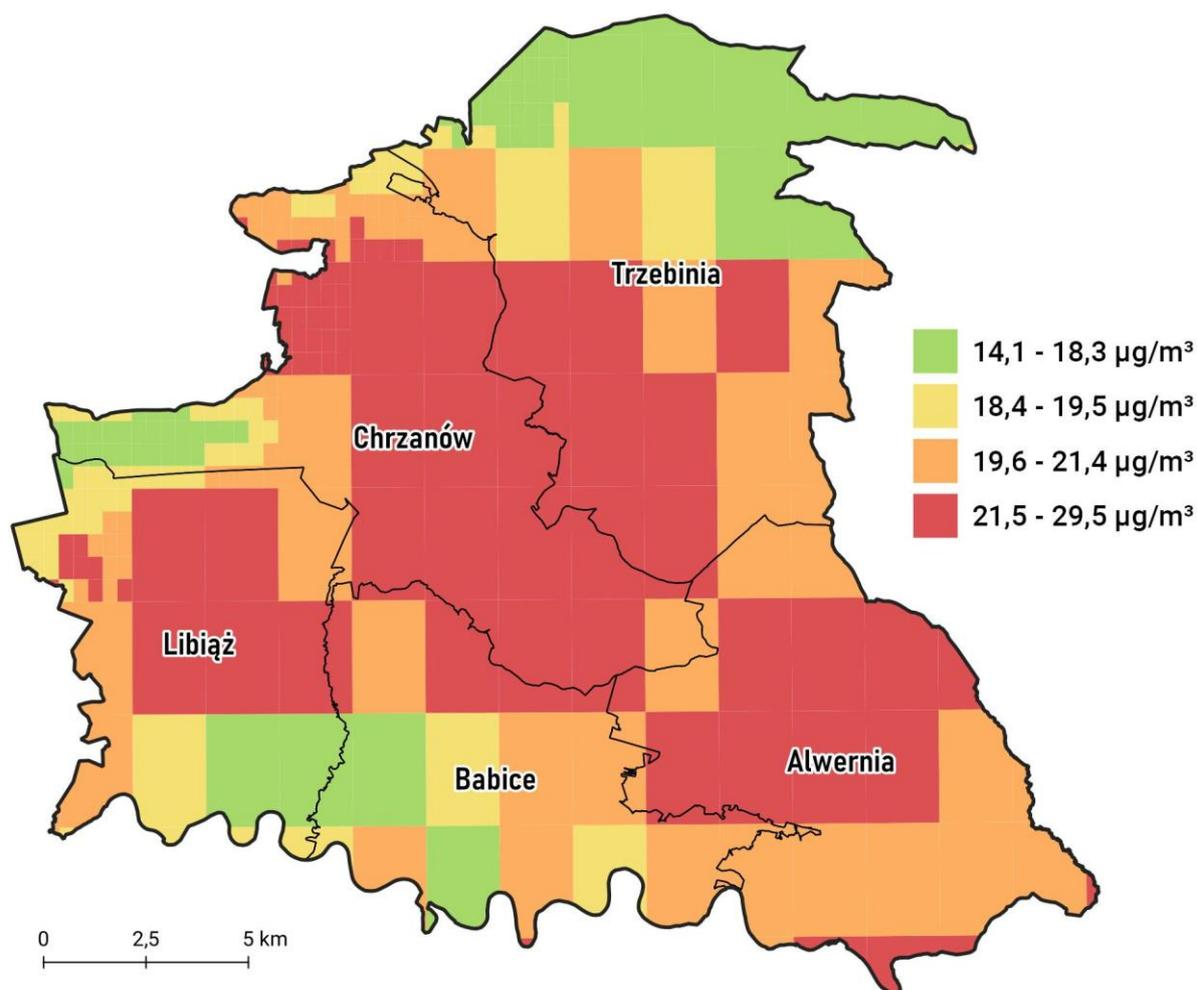 Trzebinia
14,1 - 18,3 µg/m³
18,4 - 19,5 µg/m³
19,6 - 21,4 µg/m³
21,5 - 29,5 µg/m³
Chrzanów
Libiąż
Babice
Alwernia
0 2,5 5 km